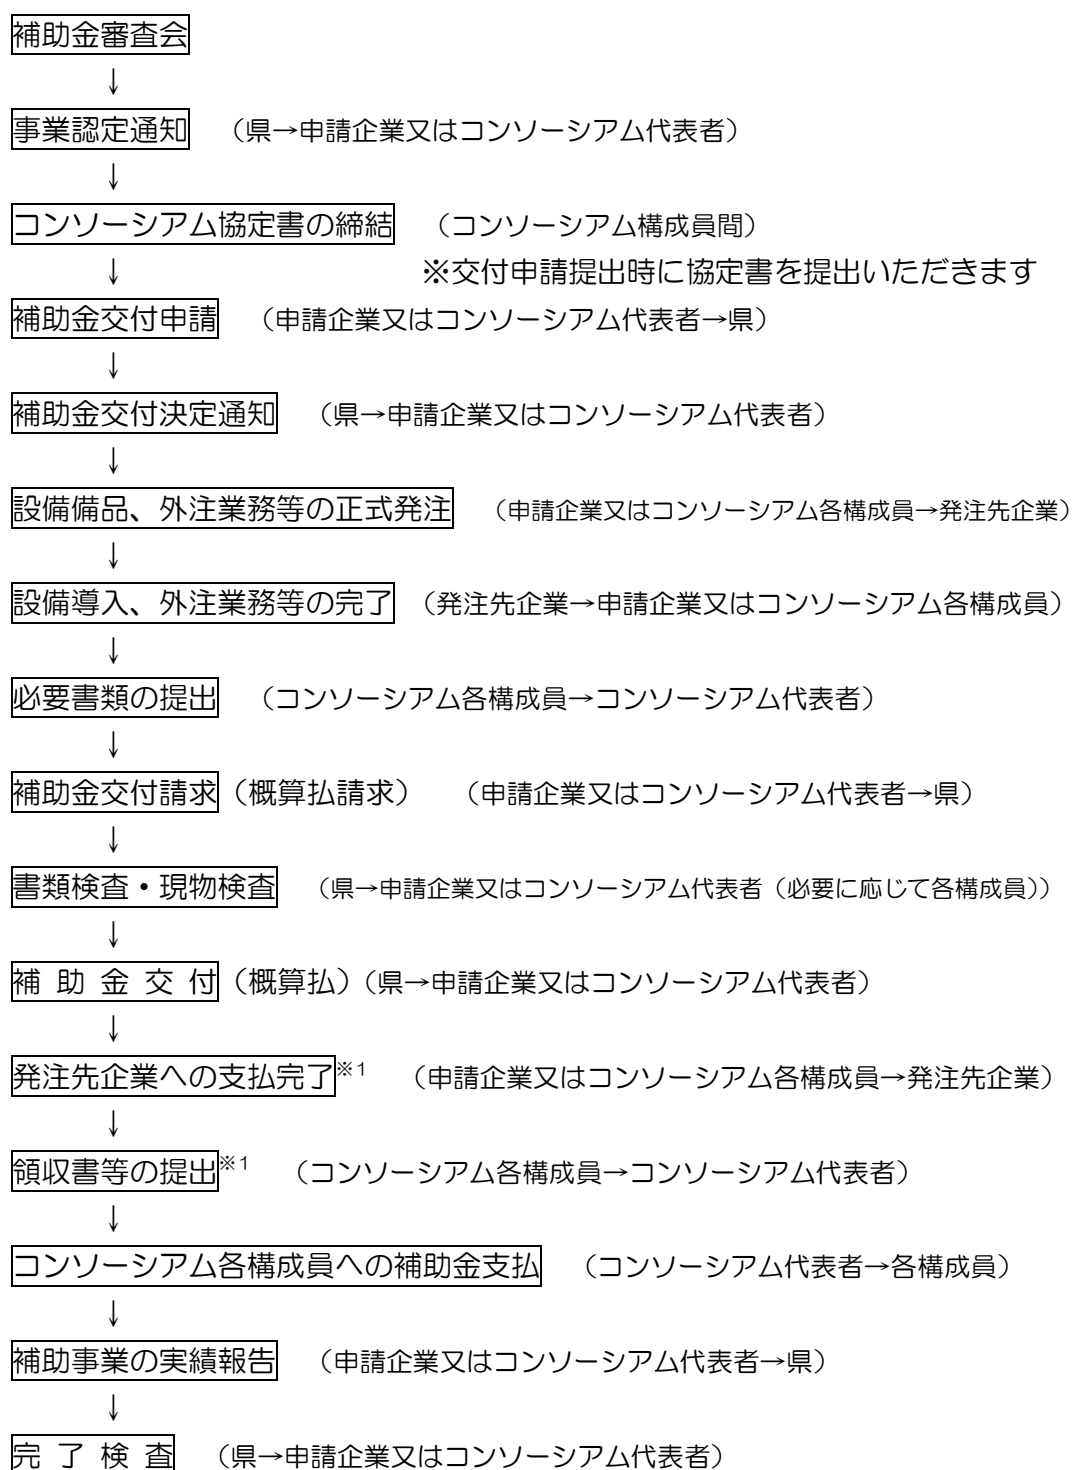 補助金審査会
↓
事業認定通知 （県→申請企業又はコンソーシアム代表者）
↓
コンソーシアム協定書の締結 （コンソーシアム構成員間）
↓ ※交付申請提出時に協定書を提出いただきます
補助金交付申請 （申請企業又はコンソーシアム代表者→県）
↓
補助金交付決定通知 （県→申請企業又はコンソーシアム代表者）
↓
設備備品、外注業務等の正式発注 （申請企業又はコンソーシアム各構成員→発注先企業）
↓
設備導入、外注業務等の完了 （発注先企業→申請企業又はコンソーシアム各構成員）
↓
必要書類の提出 （コンソーシアム各構成員→コンソーシアム代表者）
↓
補助金交付請求（概算払請求） （申請企業又はコンソーシアム代表者→県）
↓
書類検査・現物検査 （県→申請企業又はコンソーシアム代表者（必要に応じて各構成員））
↓
補 助 金 交 付（概算払）（県→申請企業又はコンソーシアム代表者）
↓
発注先企業への支払完了※1 （申請企業又はコンソーシアム各構成員→発注先企業）
↓
領収書等の提出※1 （コンソーシアム各構成員→コンソーシアム代表者）
↓
コンソーシアム各構成員への補助金支払 （コンソーシアム代表者→各構成員）
↓
補助事業の実績報告 （申請企業又はコンソーシアム代表者→県）
↓
完 了 検 査 （県→申請企業又はコンソーシアム代表者）